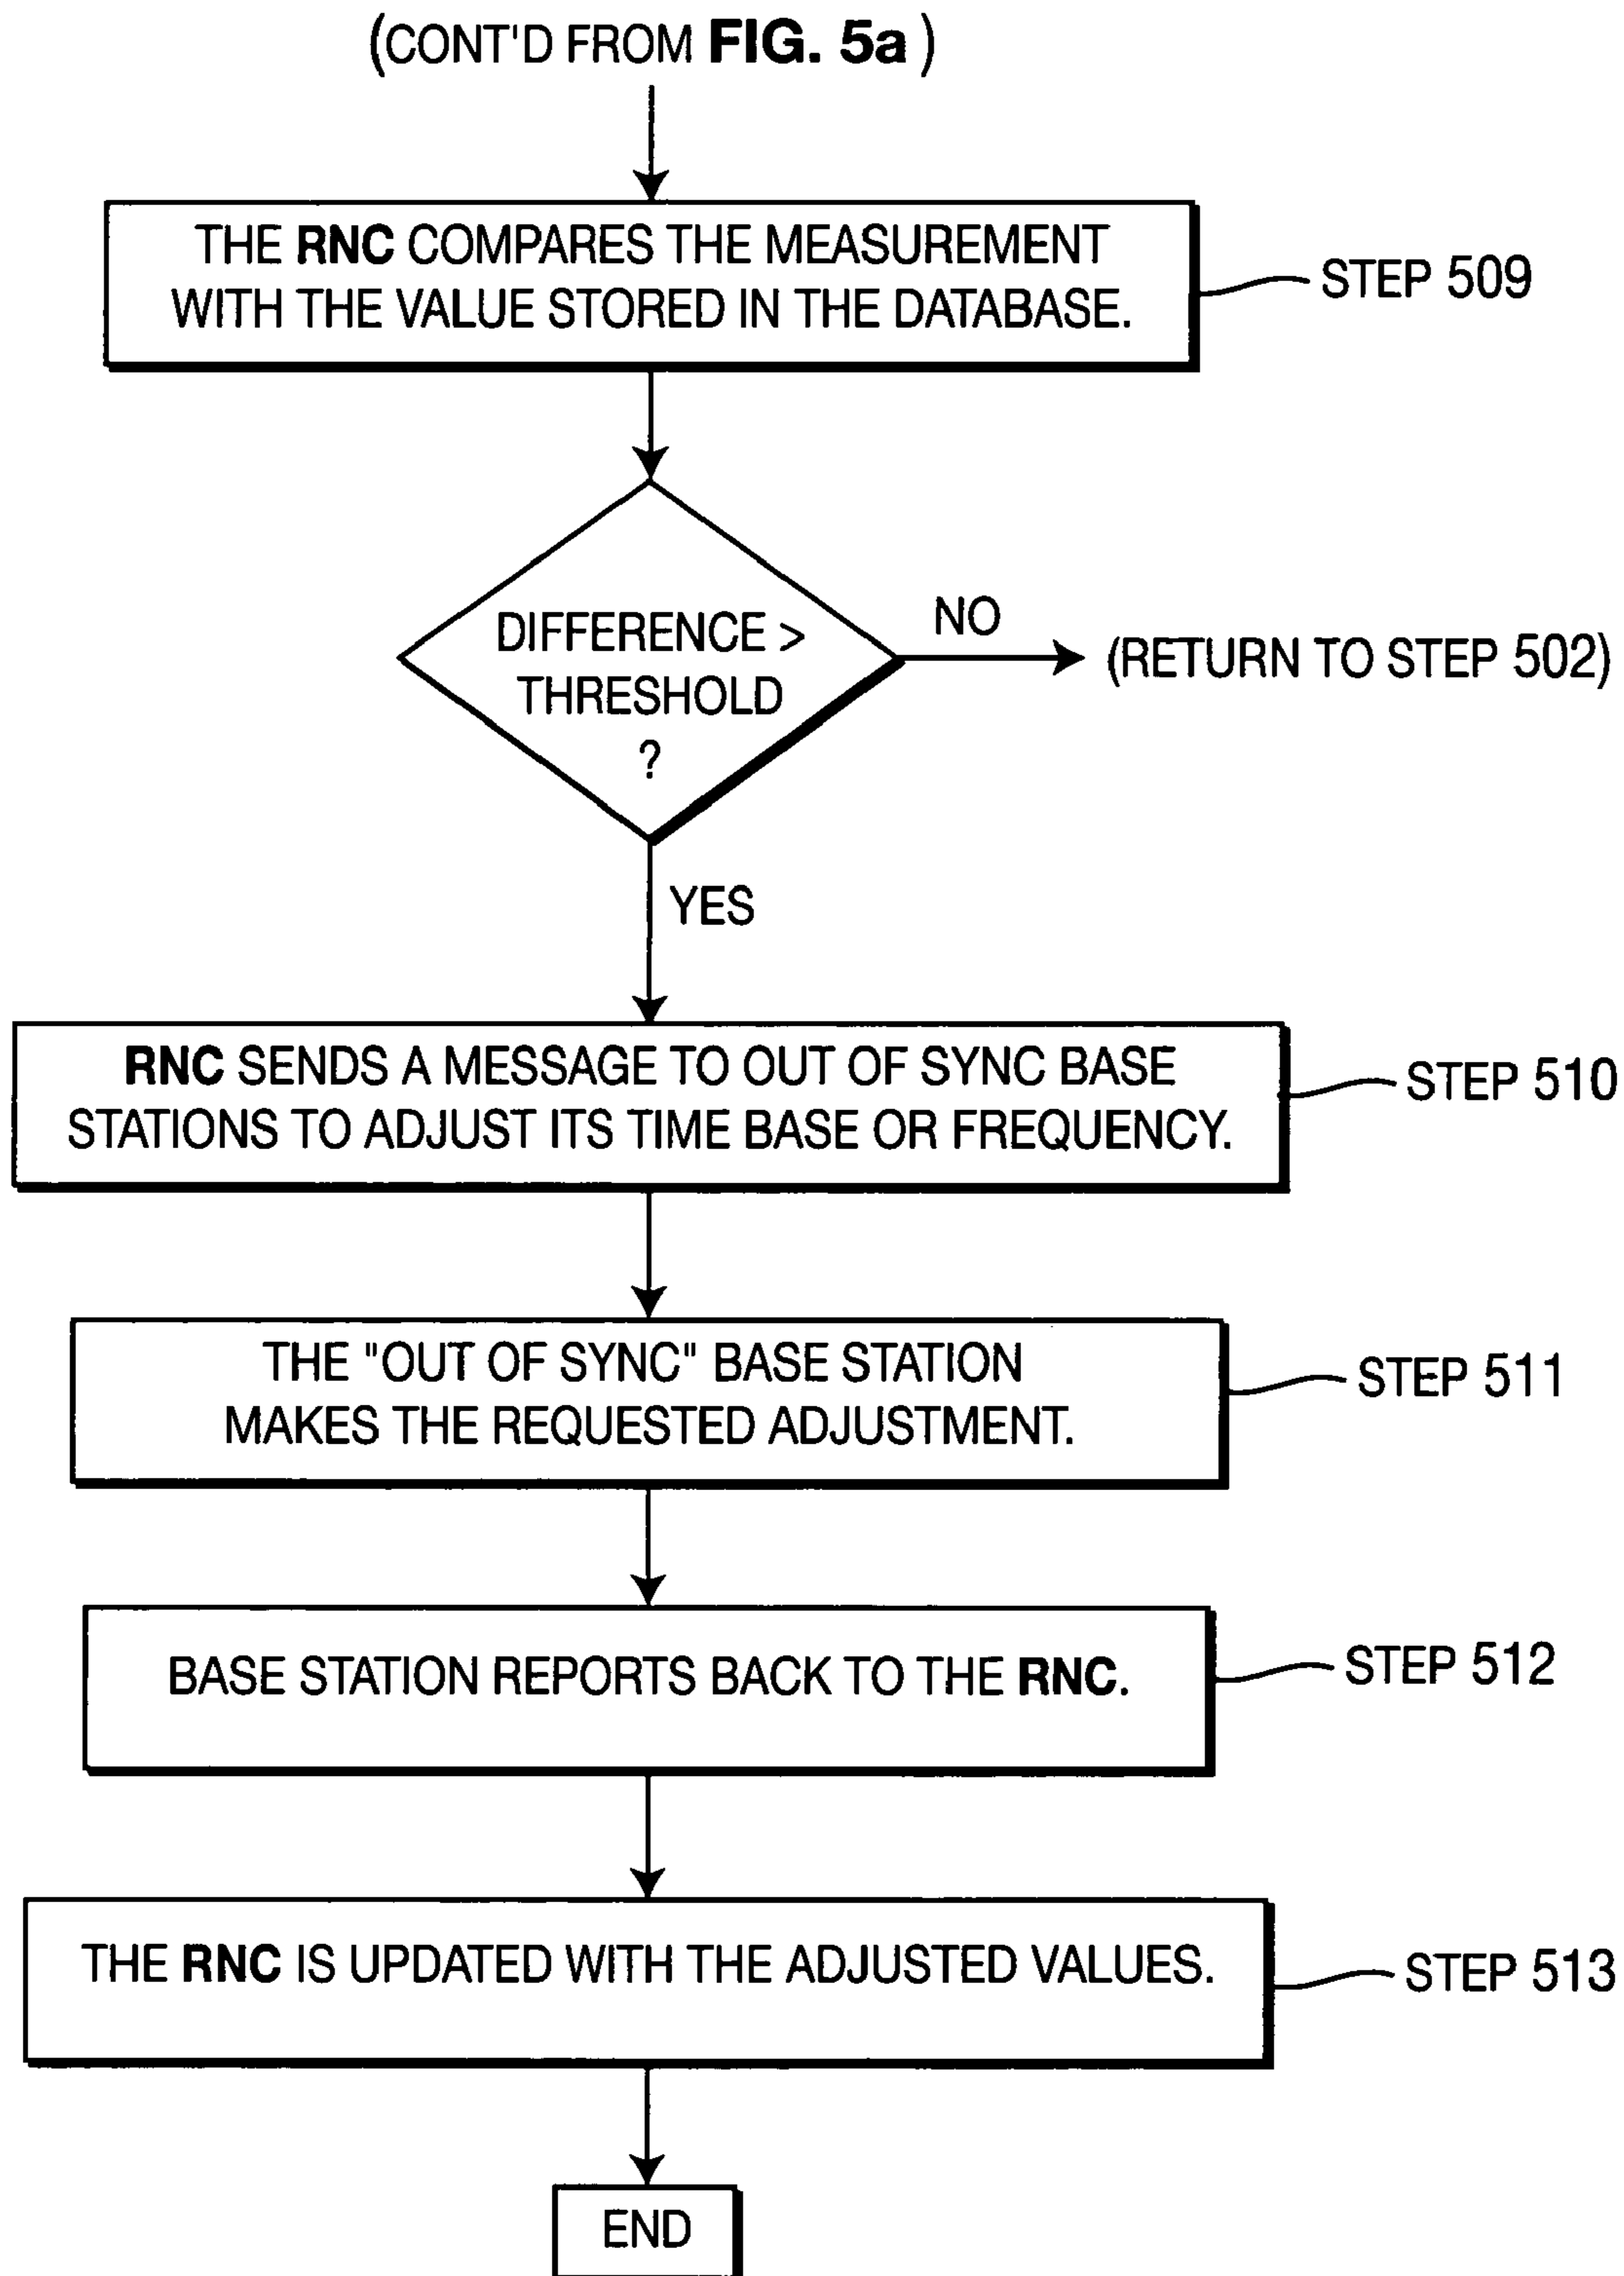 (CONT'D FROM FIG. 5a)
THE RNC COMPARES THE MEASUREMENT
WITH THE VALUE STORED IN THE DATABASE.
STEP 509
DIFFERENCE >
THRESHOLD
?
NO
(RETURN TO STEP 502)
YES
RNC SENDS A MESSAGE TO OUT OF SYNC BASE
STATIONS TO ADJUST ITS TIME BASE OR FREQUENCY.
STEP 510
THE "OUT OF SYNC" BASE STATION
MAKES THE REQUESTED ADJUSTMENT.
STEP 511
BASE STATION REPORTS BACK TO THE RNC.
STEP 512
THE RNC IS UPDATED WITH THE ADJUSTED VALUES.
STEP 513
END